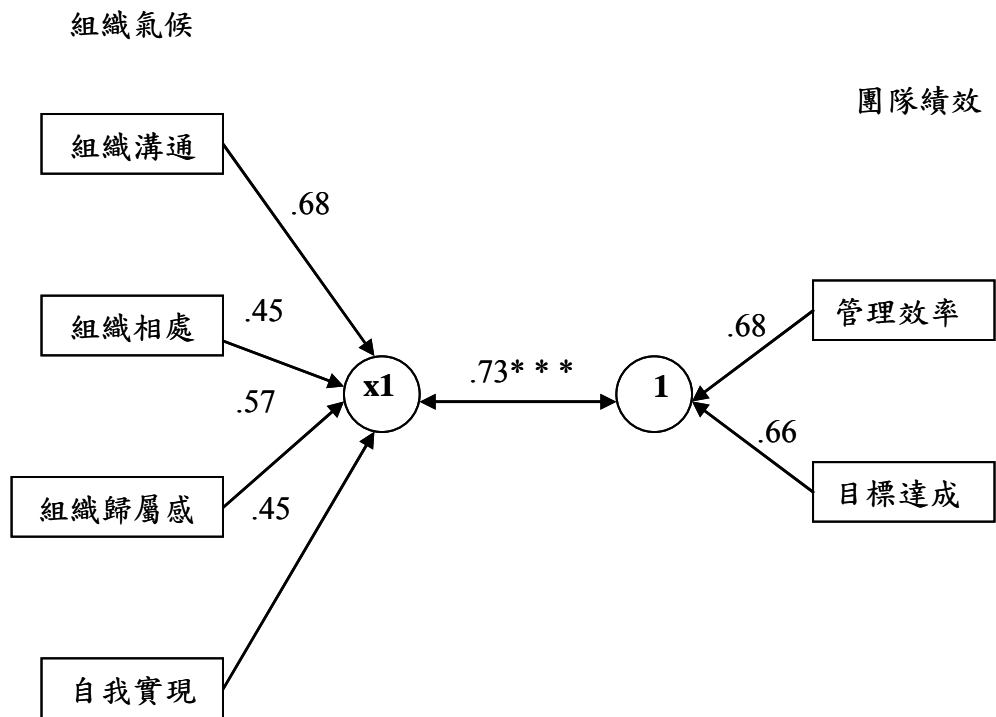 組織氣候
團隊績效
組織溝通
.68
組織相處
.45
管理效率
.68
.73* * *
x1
1
.57
組織歸屬感
.45
.66
目標達成
自我實現